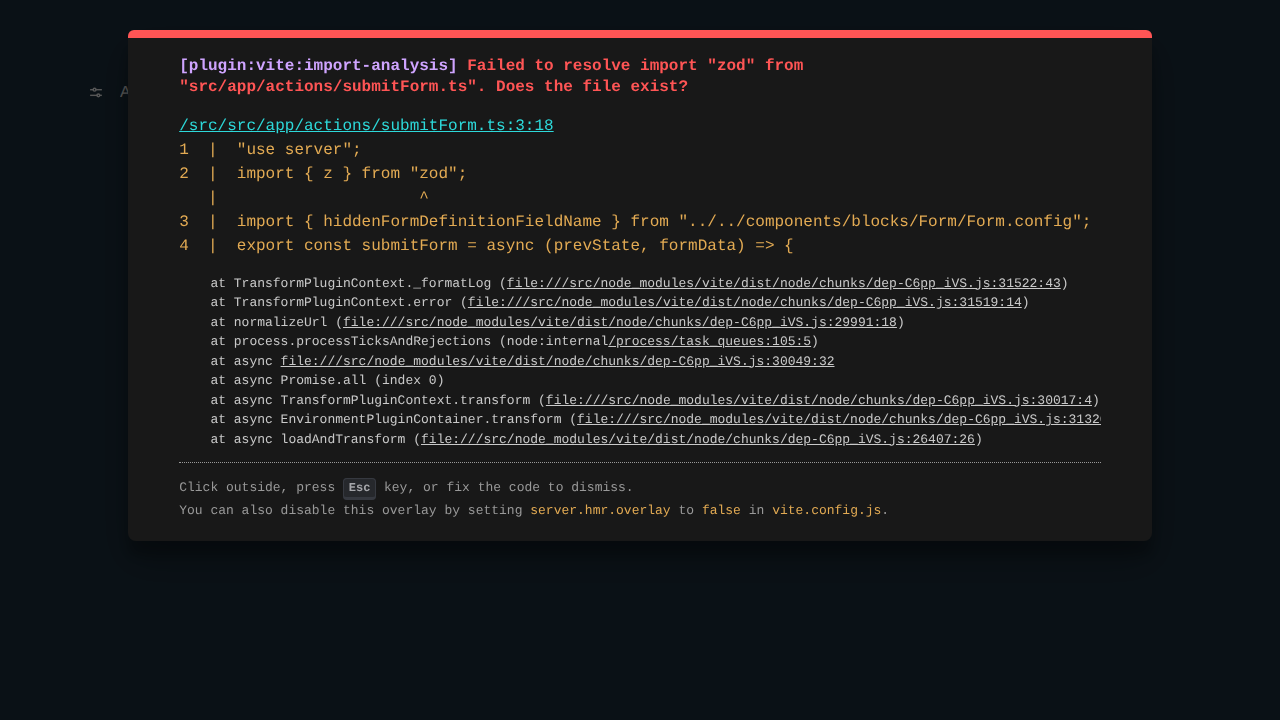 A
[plugin:vite:import-analysis] Failed to resolve import "zod" from
"src/app/actions/submitForm.ts". Does the file exist?
/src/src/app/actions/submitForm.ts:3:18
1  |  "use server";
2  |  import { z } from "zod";
   |                     ^
3  |  import { hiddenFormDefinitionFieldName } from "../../components/blocks/Form/Form.config";
4  |  export const submitForm = async (prevState, formData) => {
    at TransformPluginContext._formatLog (file:///src/node_modules/vite/dist/node/chunks/dep-C6pp_iVS.js:31522:43)
    at TransformPluginContext.error (file:///src/node_modules/vite/dist/node/chunks/dep-C6pp_iVS.js:31519:14)
    at normalizeUrl (file:///src/node_modules/vite/dist/node/chunks/dep-C6pp_iVS.js:29991:18)
    at process.processTicksAndRejections (node:internal/process/task_queues:105:5)
    at async file:///src/node_modules/vite/dist/node/chunks/dep-C6pp_iVS.js:30049:32
    at async Promise.all (index 0)
    at async TransformPluginContext.transform (file:///src/node_modules/vite/dist/node/chunks/dep-C6pp_iVS.js:30017:4)
    at async EnvironmentPluginContainer.transform (file:///src/node_modules/vite/dist/node/chunks/dep-C6pp_iVS.js:3132
    at async loadAndTransform (file:///src/node_modules/vite/dist/node/chunks/dep-C6pp_iVS.js:26407:26)
Click outside, press Esc key, or fix the code to dismiss.
You can also disable this overlay by setting server.hmr.overlay to false in vite.config.js.